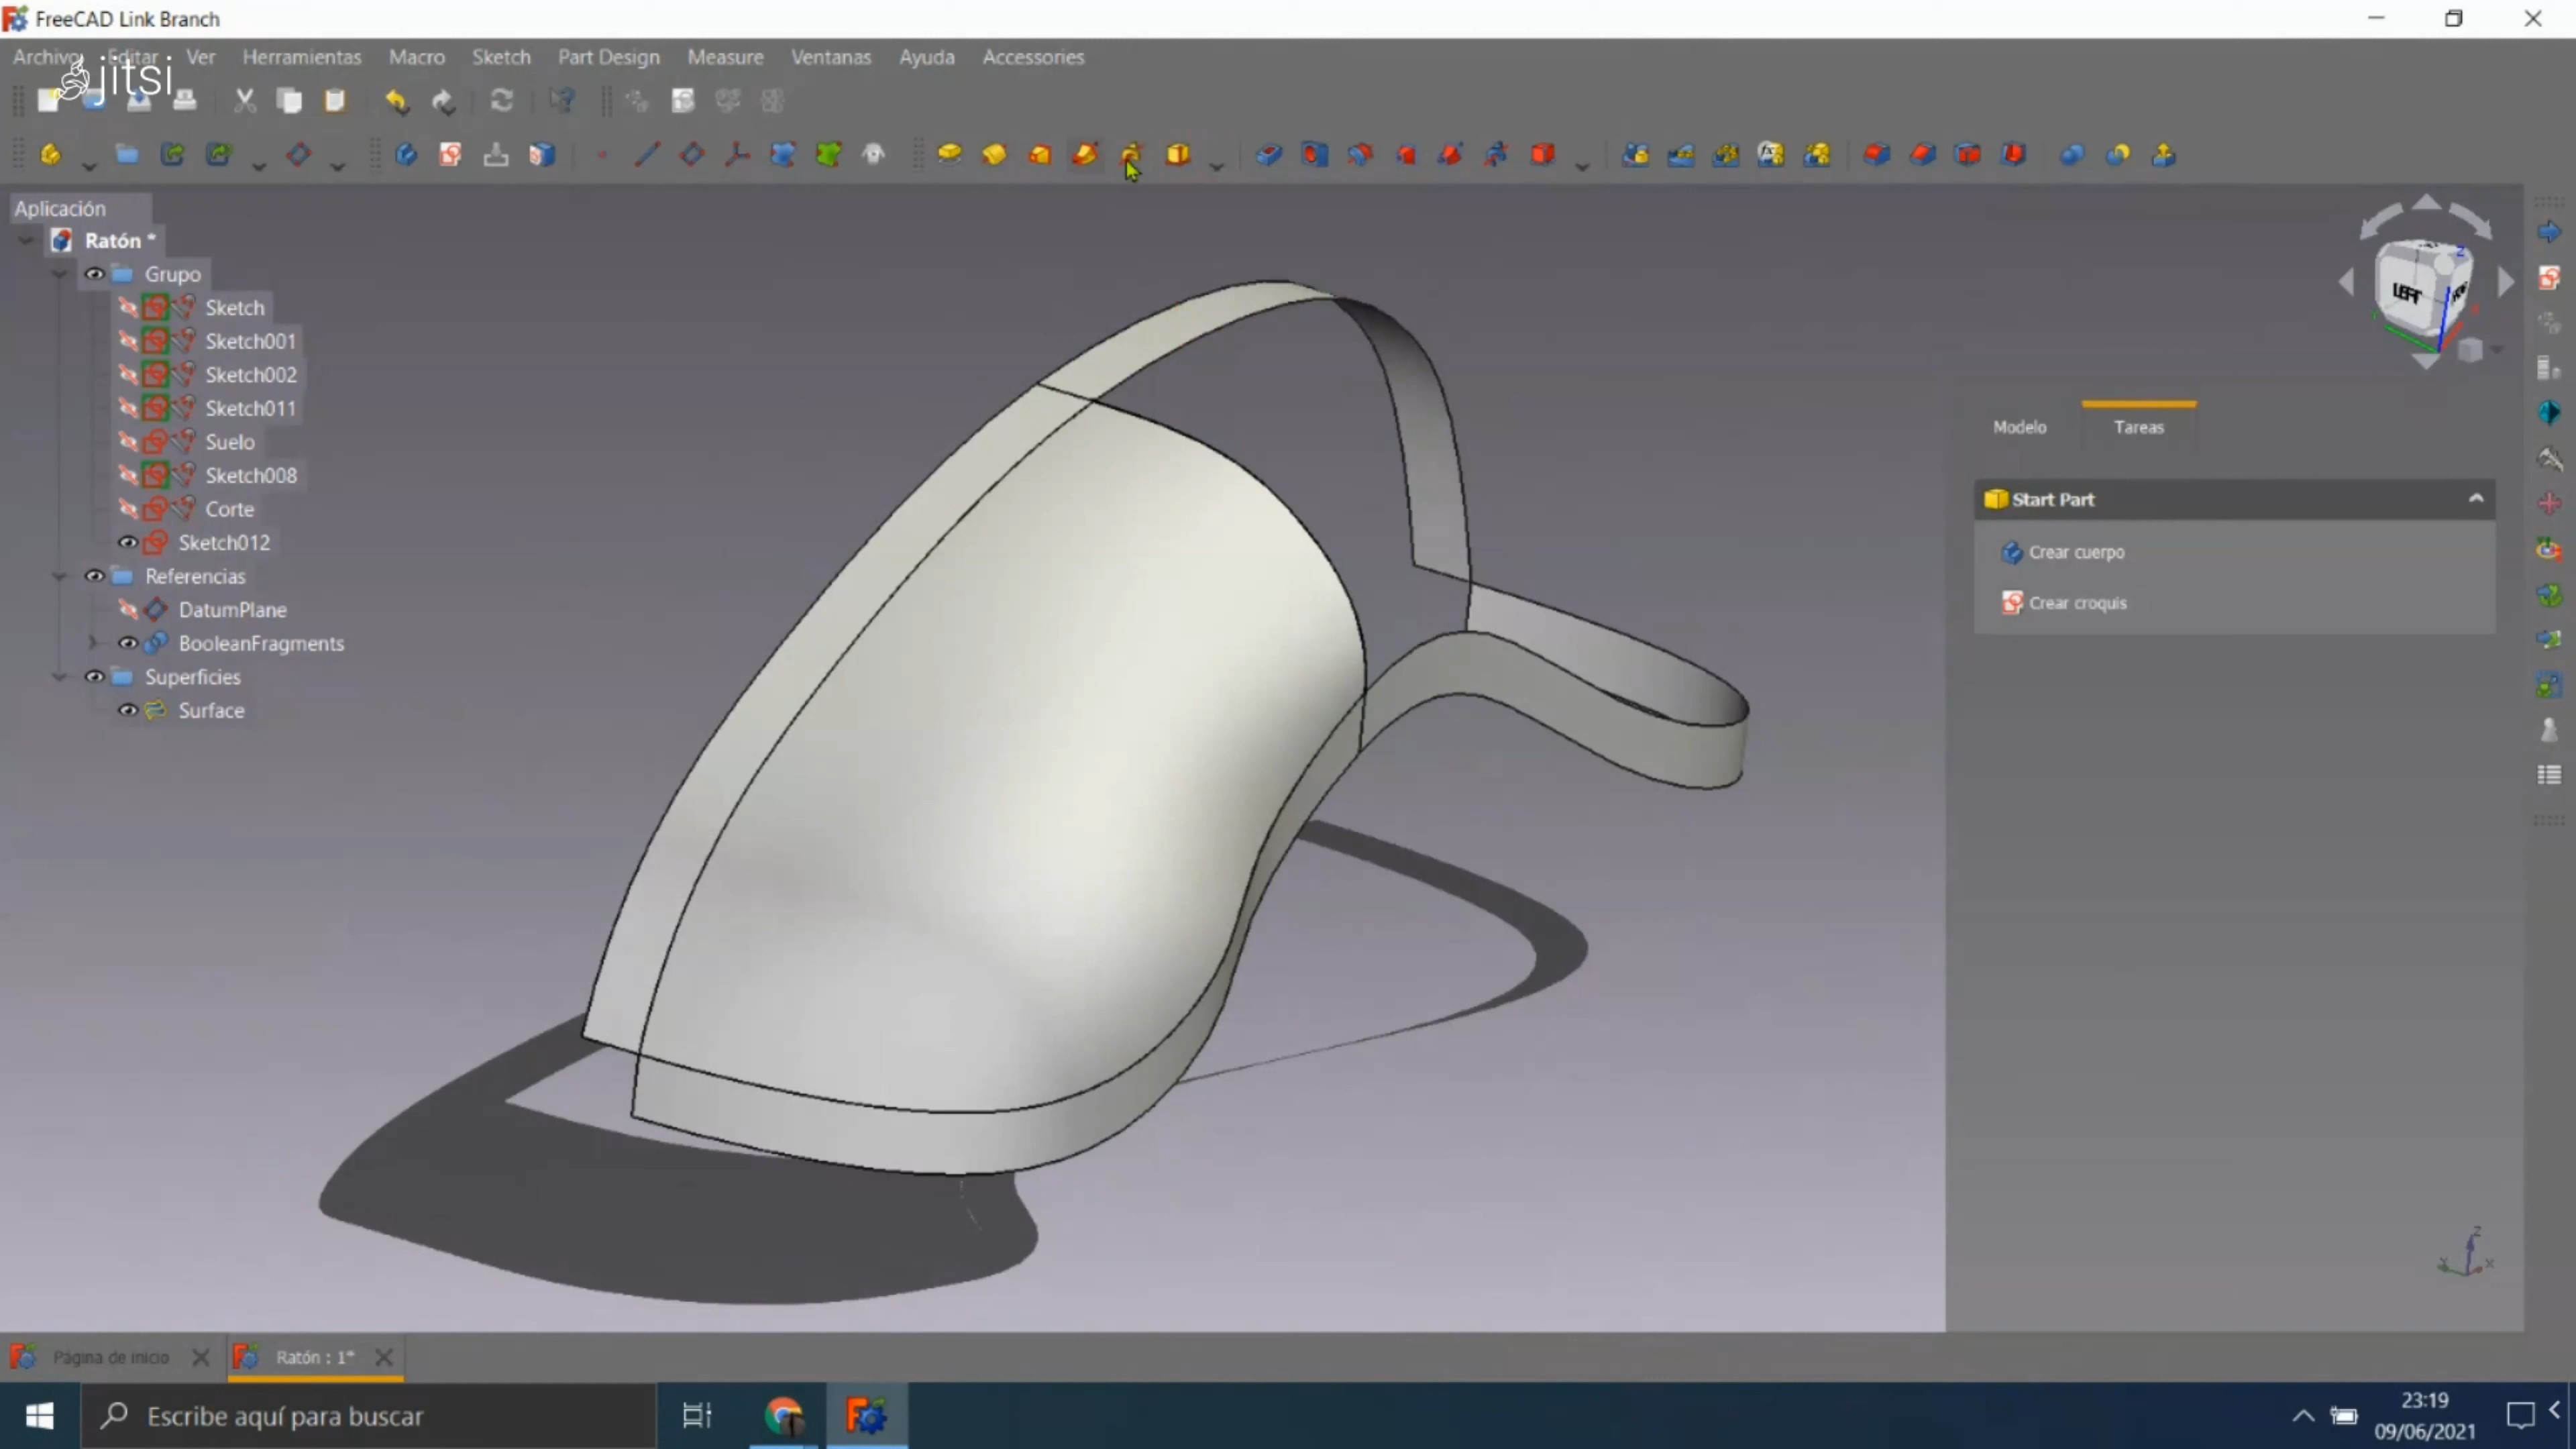 FreeCAD Link Branch
Archivo Editar Ver Herramientas Macro Sketch Part Design Measure Ventanas Ayuda Accessories
jitsi
Aplicación
Ratón *
Grupo
Sketch
Sketch001
Sketch002
Sketch011
Suelo
Sketch008
Corte
Sketch012
Referencias
DatumPlane
BooleanFragments
Superficies
Surface
LEFT
Z
Modelo Tareas
Start Part
Crear cuerpo
Crear croquis
Z
X
Página de inicio
Ratón : 1*
Escribe aquí para buscar
23:19
09/06/2021